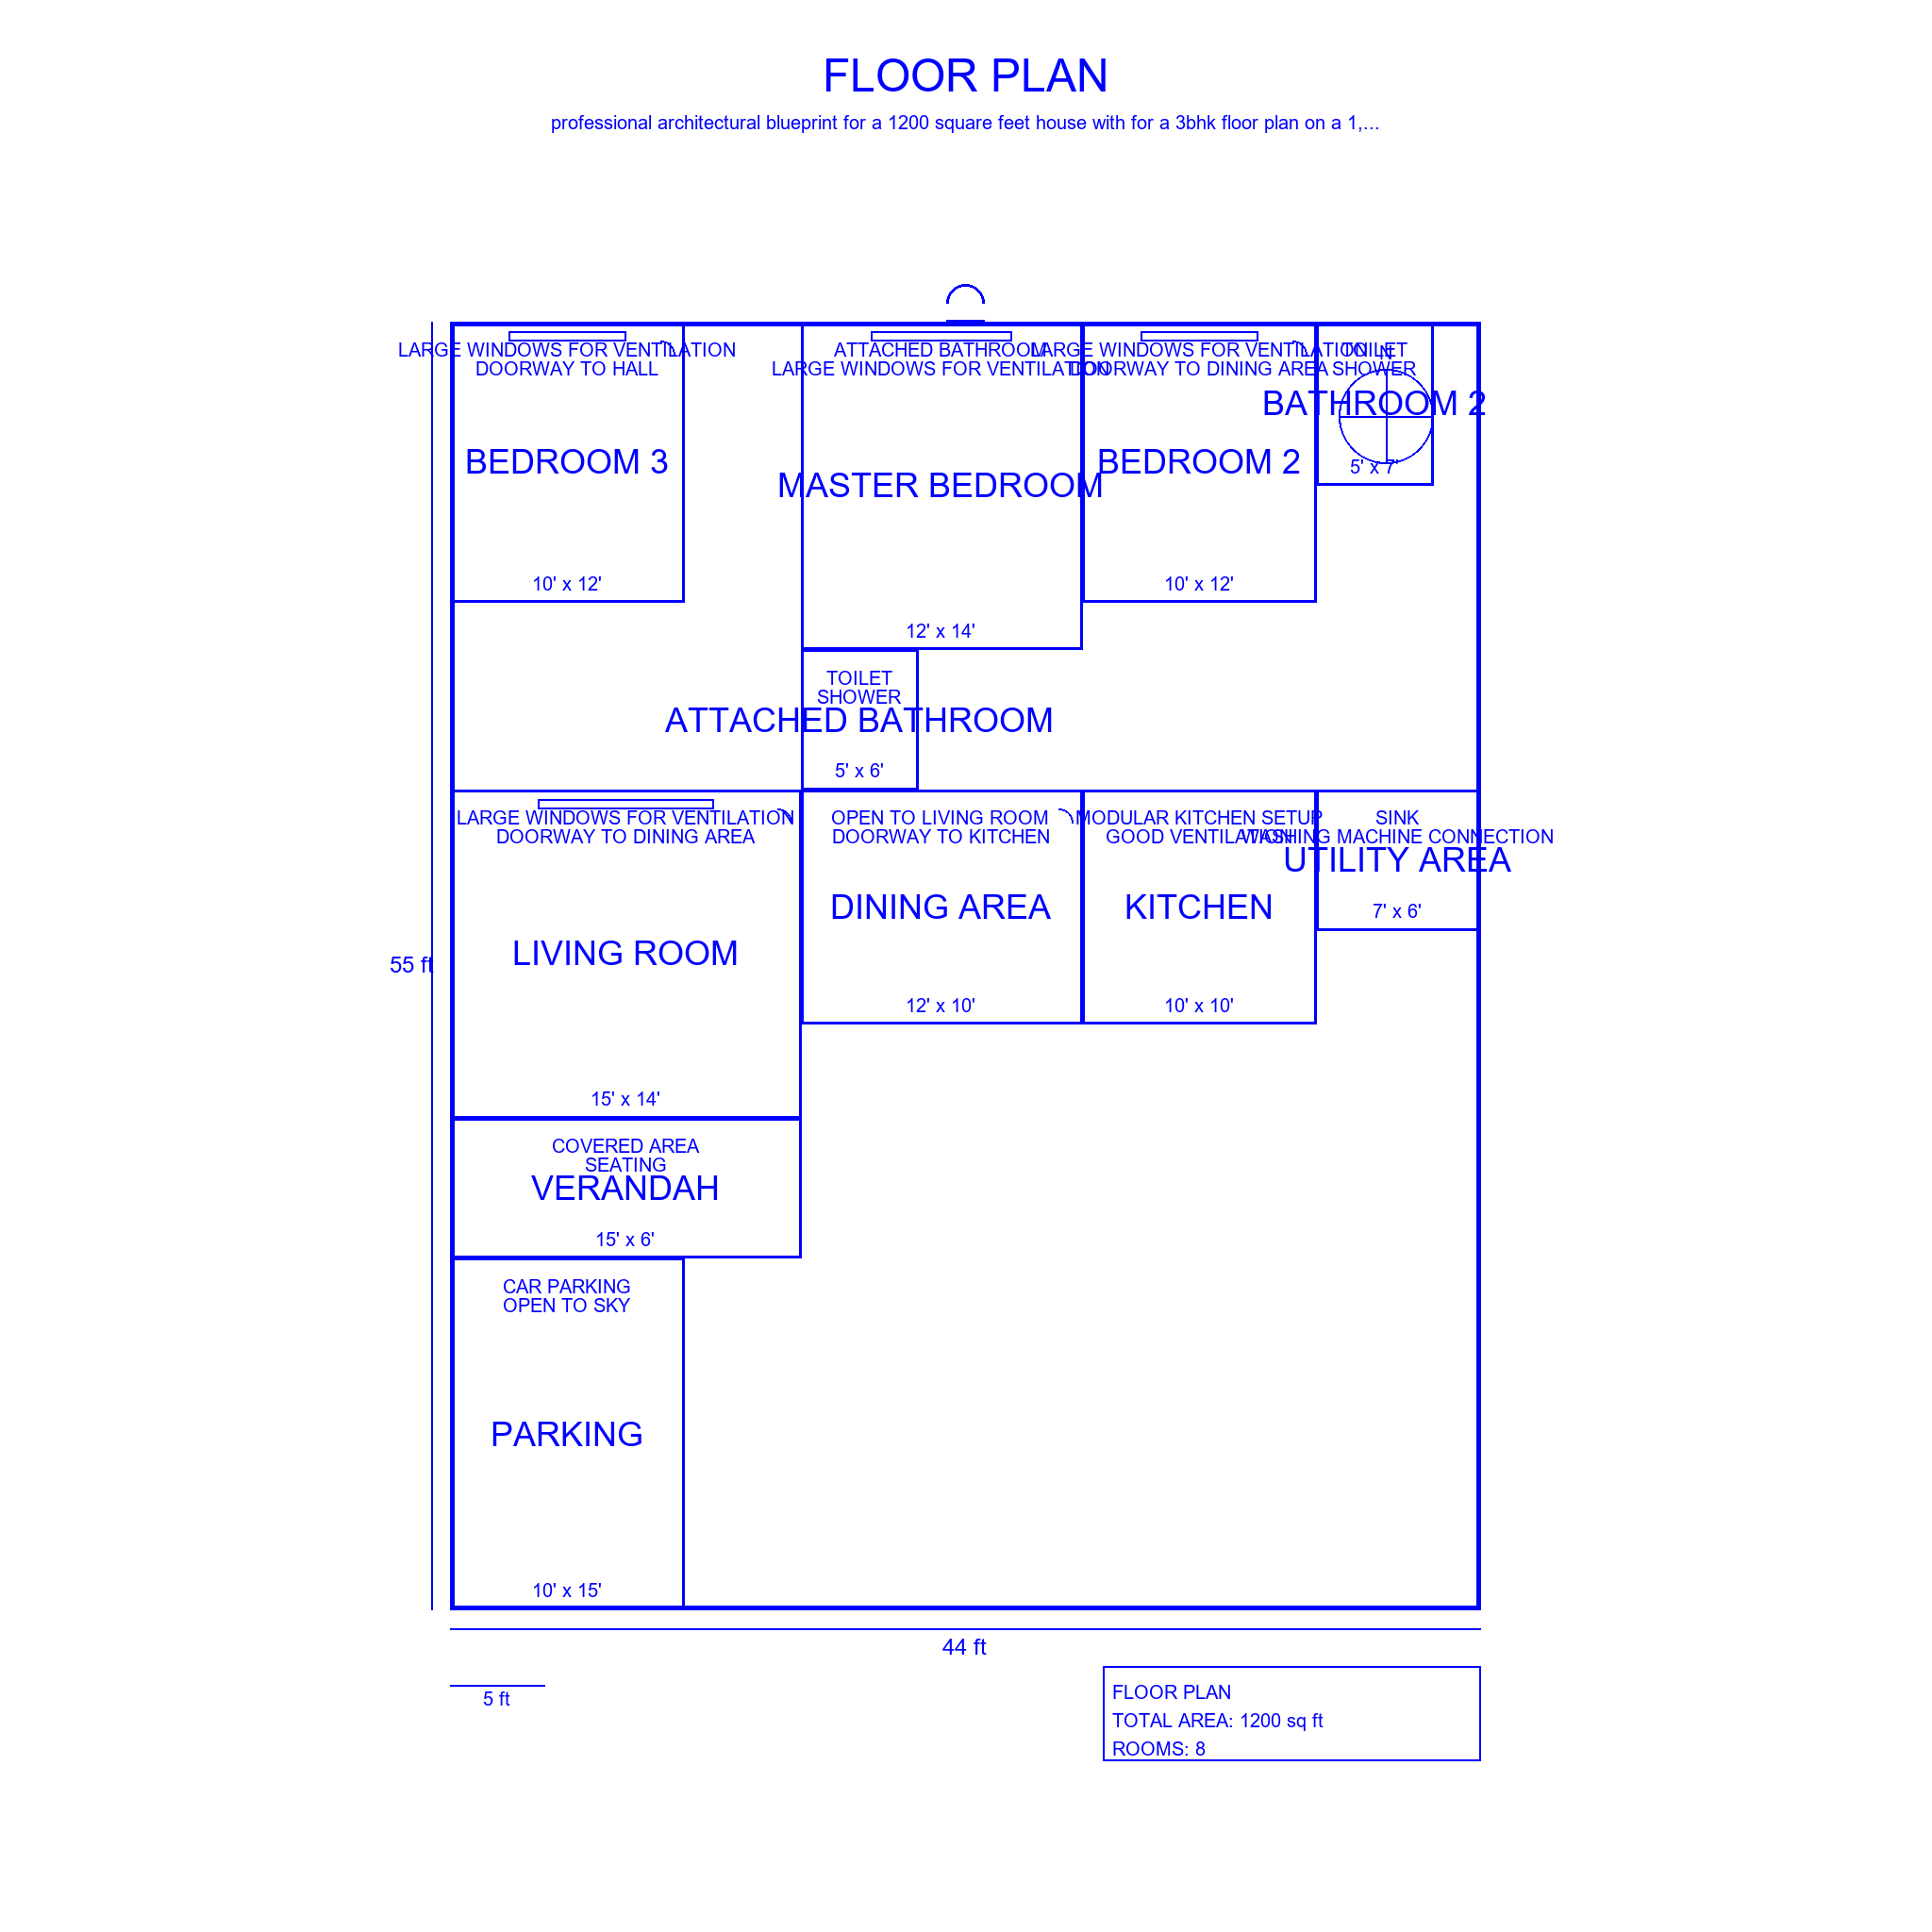 FLOOR PLAN
professional architectural blueprint for a 1200 square feet house with for a 3bhk floor plan on a 1,...
LARGE WINDOWS FOR VENTILATION
DOORWAY TO HALL
BEDROOM 3
10' x 12'
ATTACHED BATHROOM
LARGE WINDOWS FOR VENTILATION
MASTER BEDROOM
12' x 14'
LARGE WINDOWS FOR VENTILATION
DOORWAY TO DINING AREA
BEDROOM 2
10' x 12'
TOILET
SHOWER
N
BATHROOM 2
5' x 7'
TOILET
SHOWER
ATTACHED BATHROOM
5' x 6'
LARGE WINDOWS FOR VENTILATION
DOORWAY TO DINING AREA
LIVING ROOM
15' x 14'
OPEN TO LIVING ROOM
DOORWAY TO KITCHEN
DINING AREA
12' x 10'
MODULAR KITCHEN SETUP
GOOD VENTILATION
KITCHEN
10' x 10'
SINK
WASHING MACHINE CONNECTION
UTILITY AREA
7' x 6'
55 ft
COVERED AREA
SEATING
VERANDAH
15' x 6'
CAR PARKING
OPEN TO SKY
PARKING
10' x 15'
44 ft
5 ft
FLOOR PLAN
TOTAL AREA: 1200 sq ft
ROOMS: 8